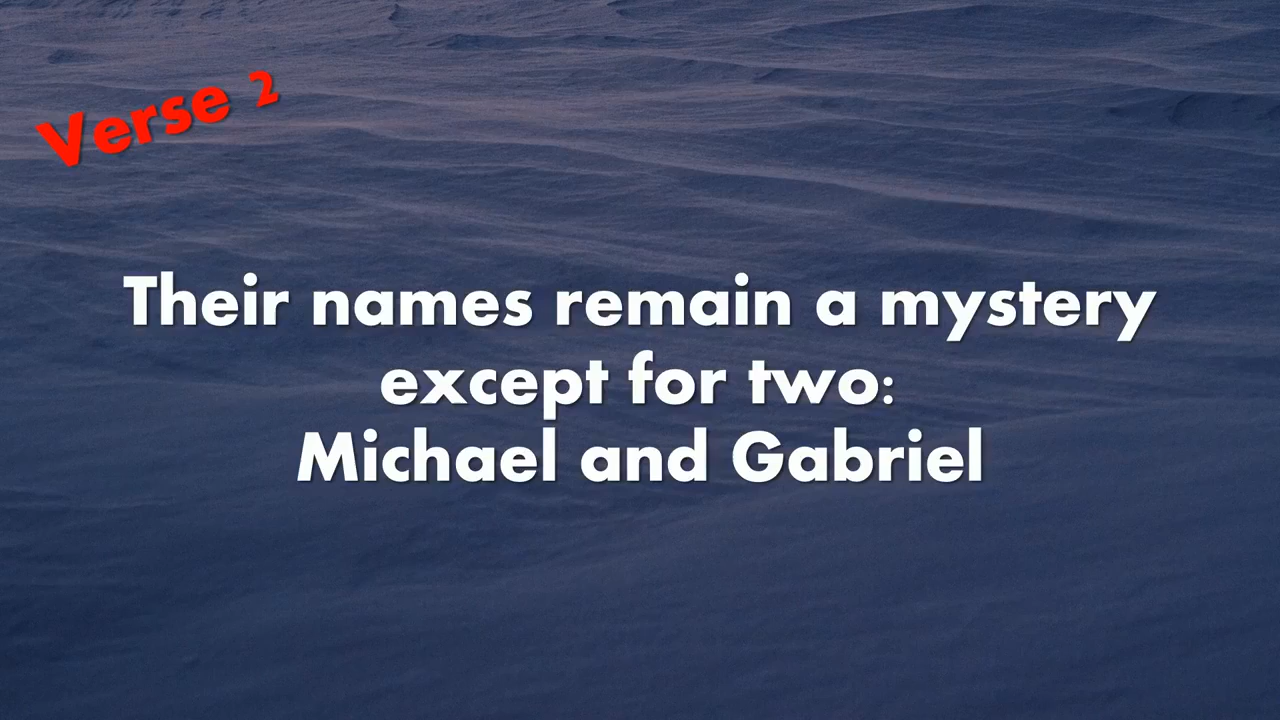 Verse 2
Their names remain a mystery
except for two:
Michael and Gabriel